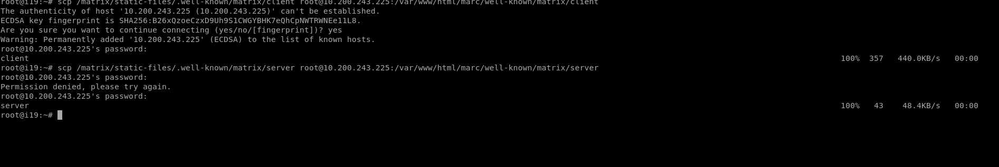 root@i19:~# scp /matrix/static-files/.well-known/matrix/client root@10.200.243.225:/var/www/html/marc/well-known/matrix/client
The authenticity of host '10.200.243.225 (10.200.243.225)' can't be established.
ECDSA key fingerprint is SHA256:B26xQzoeCzxD9Uh9S1CWGYBHK7eQhCpNWTRWNEe11L8.
Are you sure you want to continue connecting (yes/no/[fingerprint])? yes
Warning: Permanently added '10.200.243.225' (ECDSA) to the list of known hosts.
root@10.200.243.225's password:
client 100% 357 440.0KB/s 00:00
root@i19:~# scp /matrix/static-files/.well-known/matrix/server root@10.200.243.225:/var/www/html/marc/well-known/matrix/server
root@10.200.243.225's password:
Permission denied, please try again.
root@10.200.243.225's password:
server 100% 43 48.4KB/s 00:00
root@i19:~#